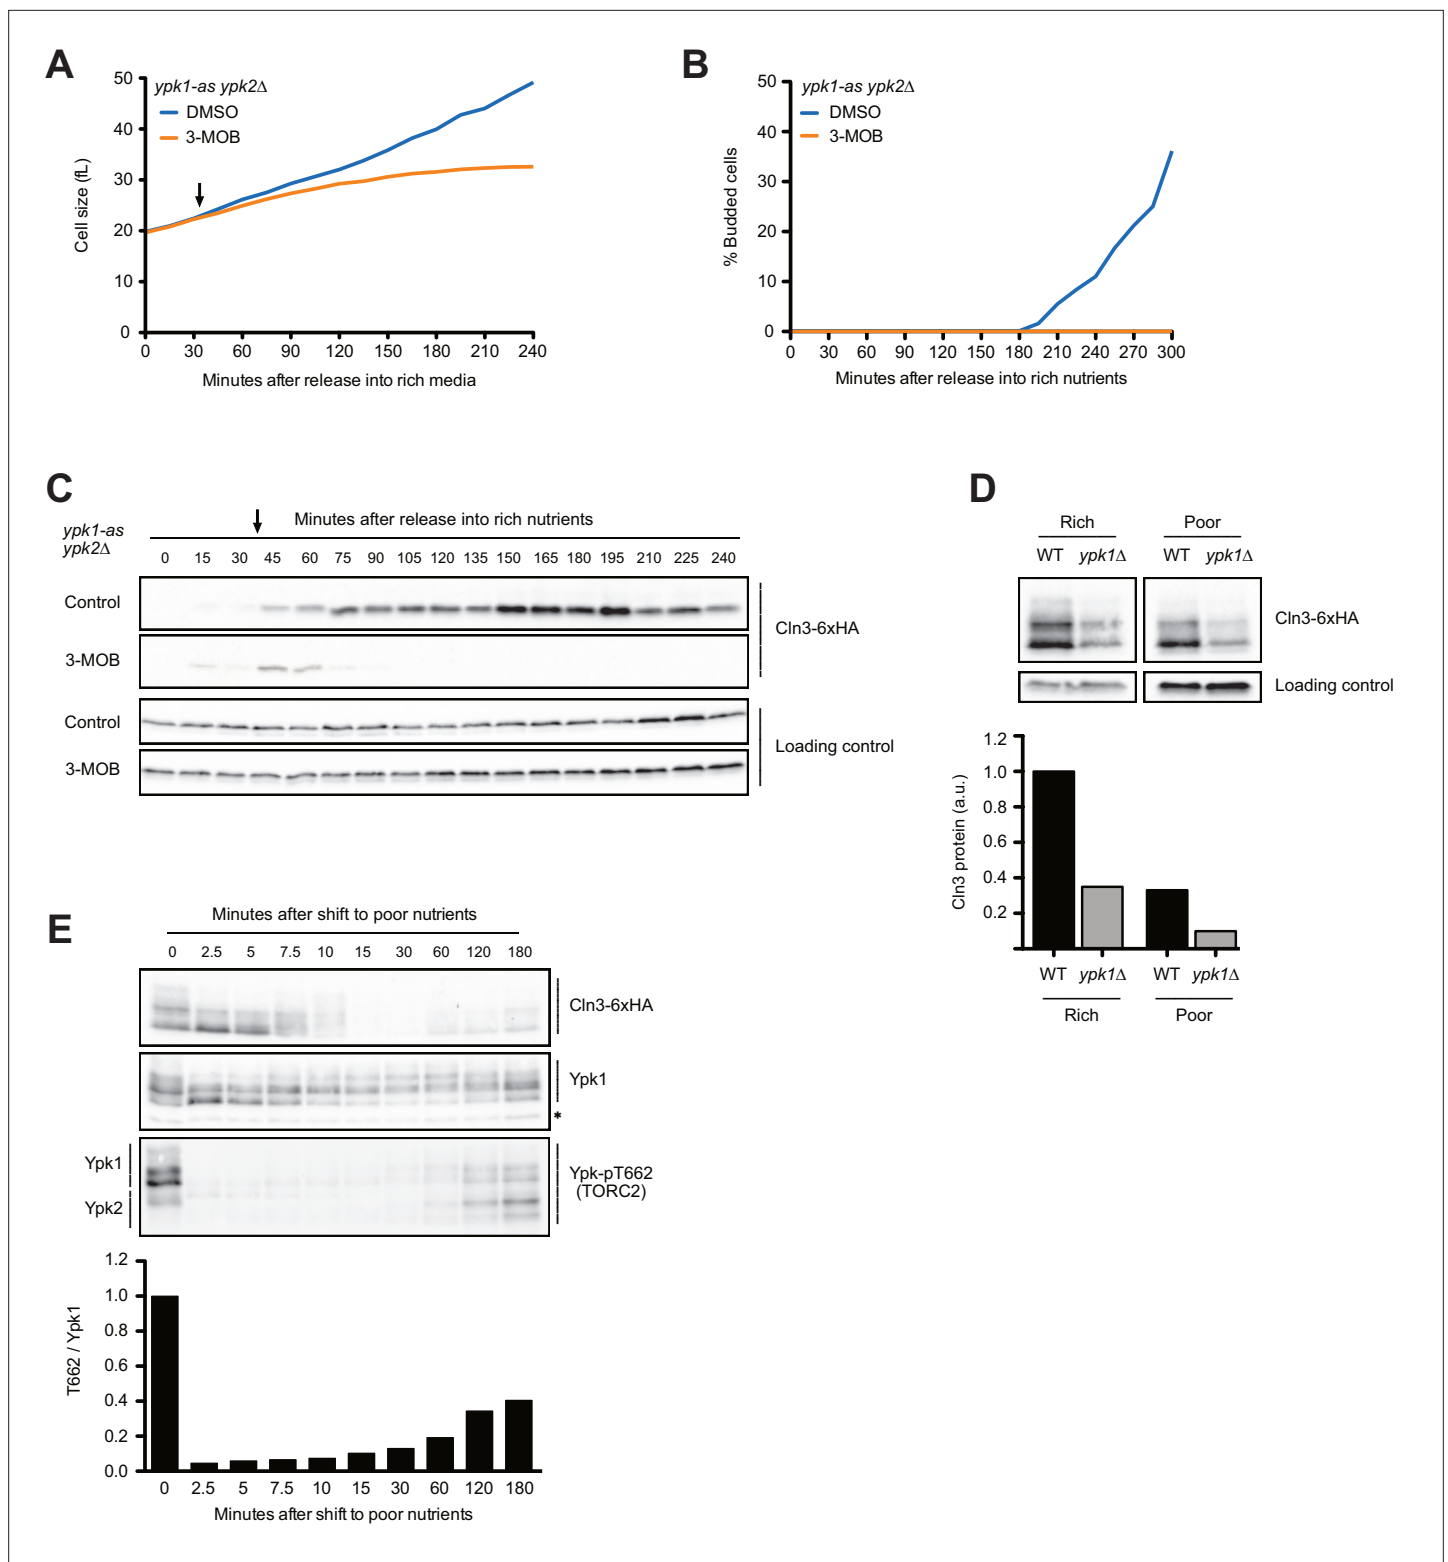 A
ypk1-as ypk2Δ
DMSO
3-MOB
Cell size (fL)
50
40
30
20
10
0
0 30 60 90 120 150 180 210 240
Minutes after release into rich media
B
ypk1-as ypk2Δ
DMSO
3-MOB
% Budded cells
50
40
30
20
10
0
0 30 60 90 120 150 180 210 240 270 300
Minutes after release into rich nutrients
C
Minutes after release into rich nutrients
ypk1-as
ypk2Δ
0 15 30 45 60 75 90 105 120 135 150 165 180 195 210 225 240
Control
3-MOB
Cln3-6xHA
Control
3-MOB
Loading control
D
Rich Poor
WT ypk1Δ WT ypk1Δ
Cln3-6xHA
Loading control
Cln3 protein (a.u.)
1.2
1.0
0.8
0.6
0.4
0.2
WT ypk1Δ WT ypk1Δ
Rich Poor
E
Minutes after shift to poor nutrients
0 2.5 5 7.5 10 15 30 60 120 180
Cln3-6xHA
Ypk1
*
Ypk1
Ypk2
Ypk-pT662
(TORC2)
T662 / Ypk1
1.2
1.0
0.8
0.6
0.4
0.2
0.0
0 2.5 5 7.5 10 15 30 60 120 180
Minutes after shift to poor nutrients